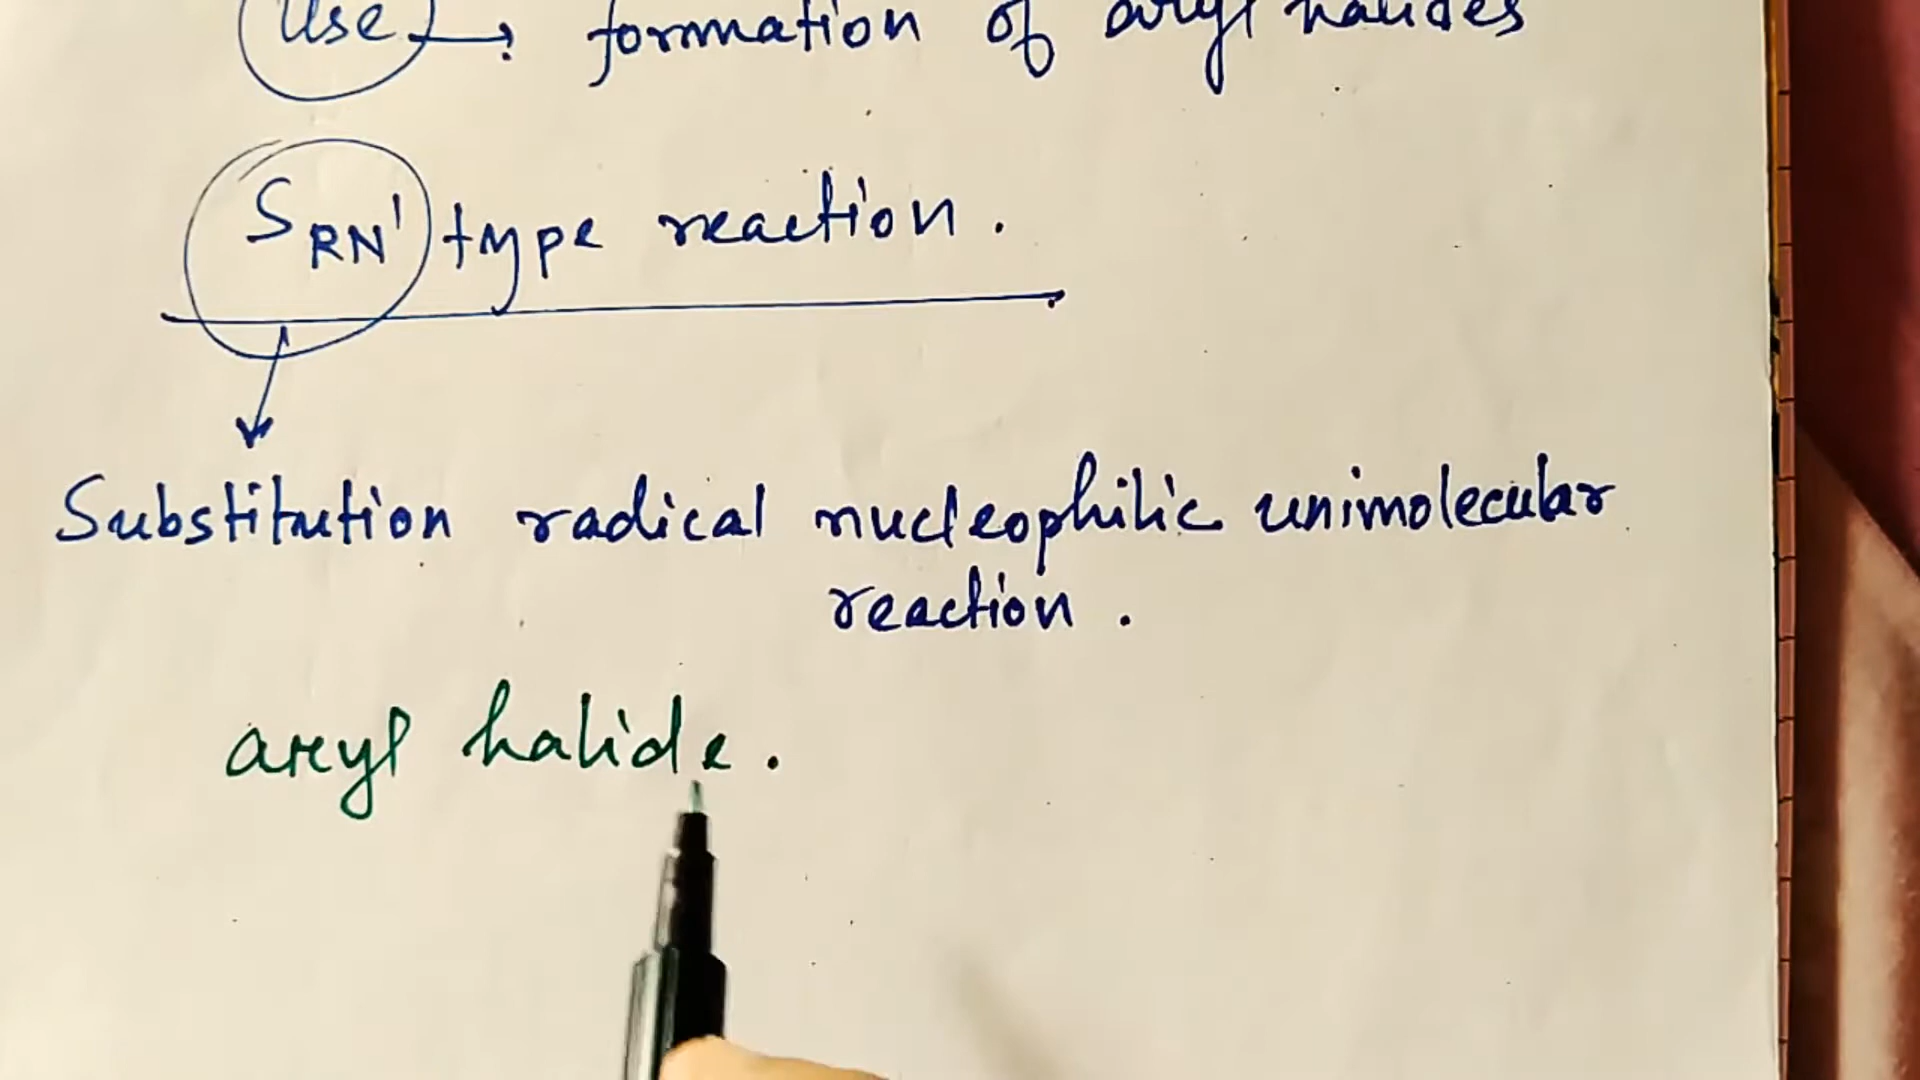 Use → formation of aryl halides
SRN1 type reaction.
Substitution radical nucleophilic unimolecular
reaction.
aryl halide.